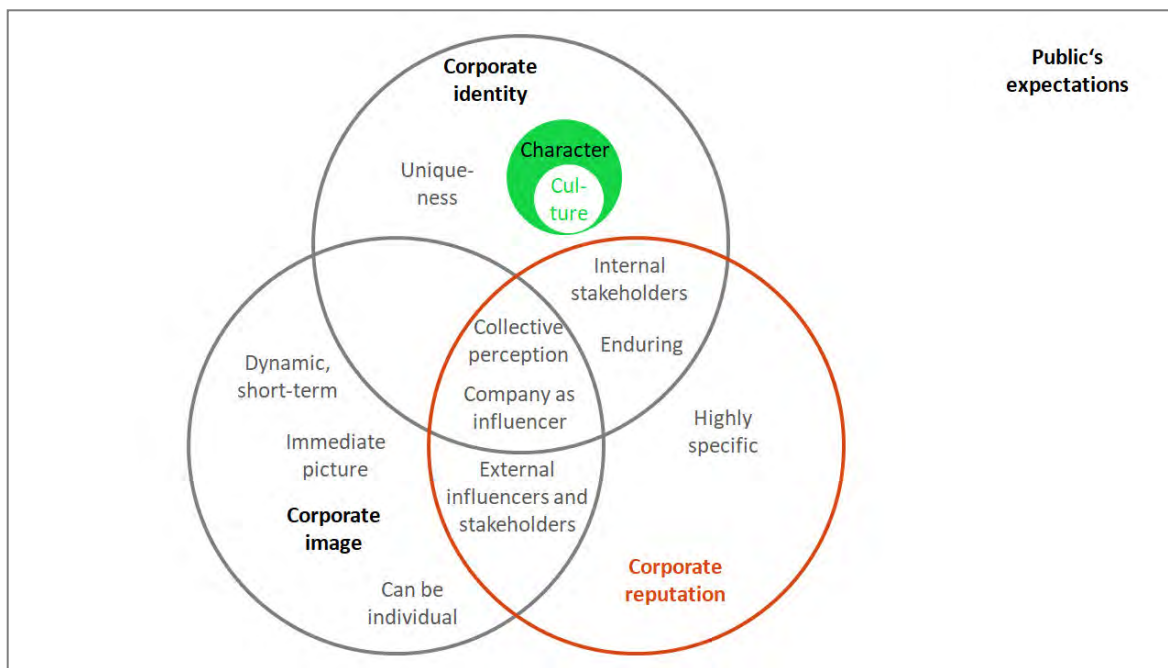 Corporate
identity
Public‘s
expectations
Character
Cul-
ture
Unique-
ness
Internal
stakeholders
Collective
perception
Enduring
Dynamic,
short-term
Company as
influencer
Highly
specific
Immediate
picture
External
influencers and
stakeholders
Corporate
image
Corporate
reputation
Can be
individual